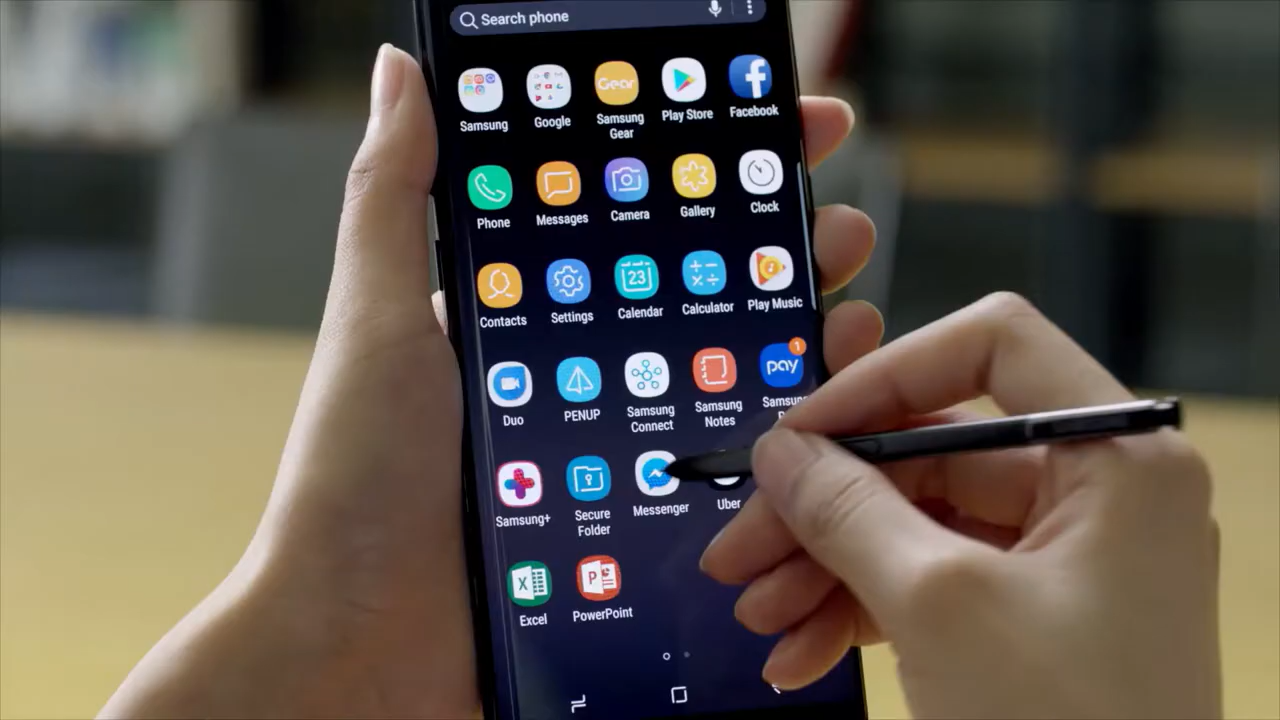 Search phone
Samsung
Google
Gear
Samsung
Gear
Play Store
f
Facebook
Phone
Messages
Camera
Gallery
Clock
Contacts
Settings
23
Calendar
Calculator
Play Music
Duo
PENUP
Samsung
Connect
Samsung
Notes
1
pay
Samsung+
Secure
Folder
Messenger
Uber
X
Excel
P
PowerPoint